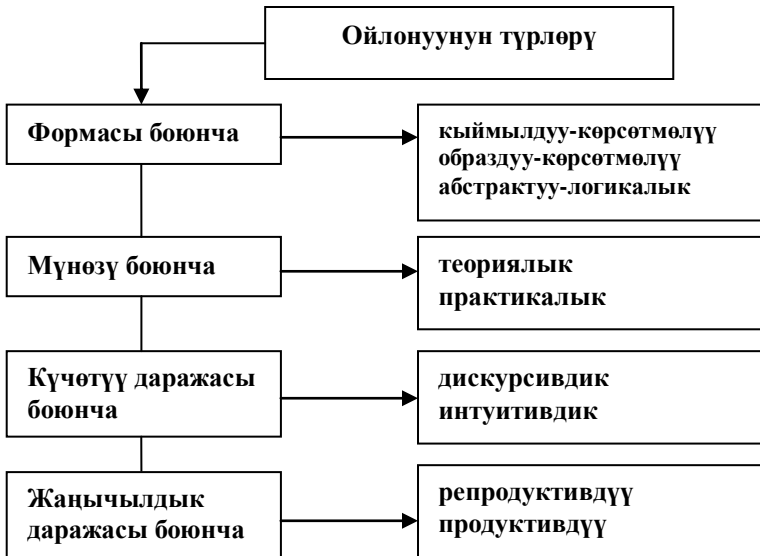 Ойлонуунун түрлөрү
Формасы боюнча
кыймылдуу-көрсөтмөлүү
образдуу-көрсөтмөлүү
абстрактуу-логикалык
Мүнөзү боюнча
теориялык
практикалык
Күчөтүү даражасы
боюнча
дискурсивдик
интуитивдик
Жаңычылдык
даражасы боюнча
репродуктивдүү
продуктивдүү